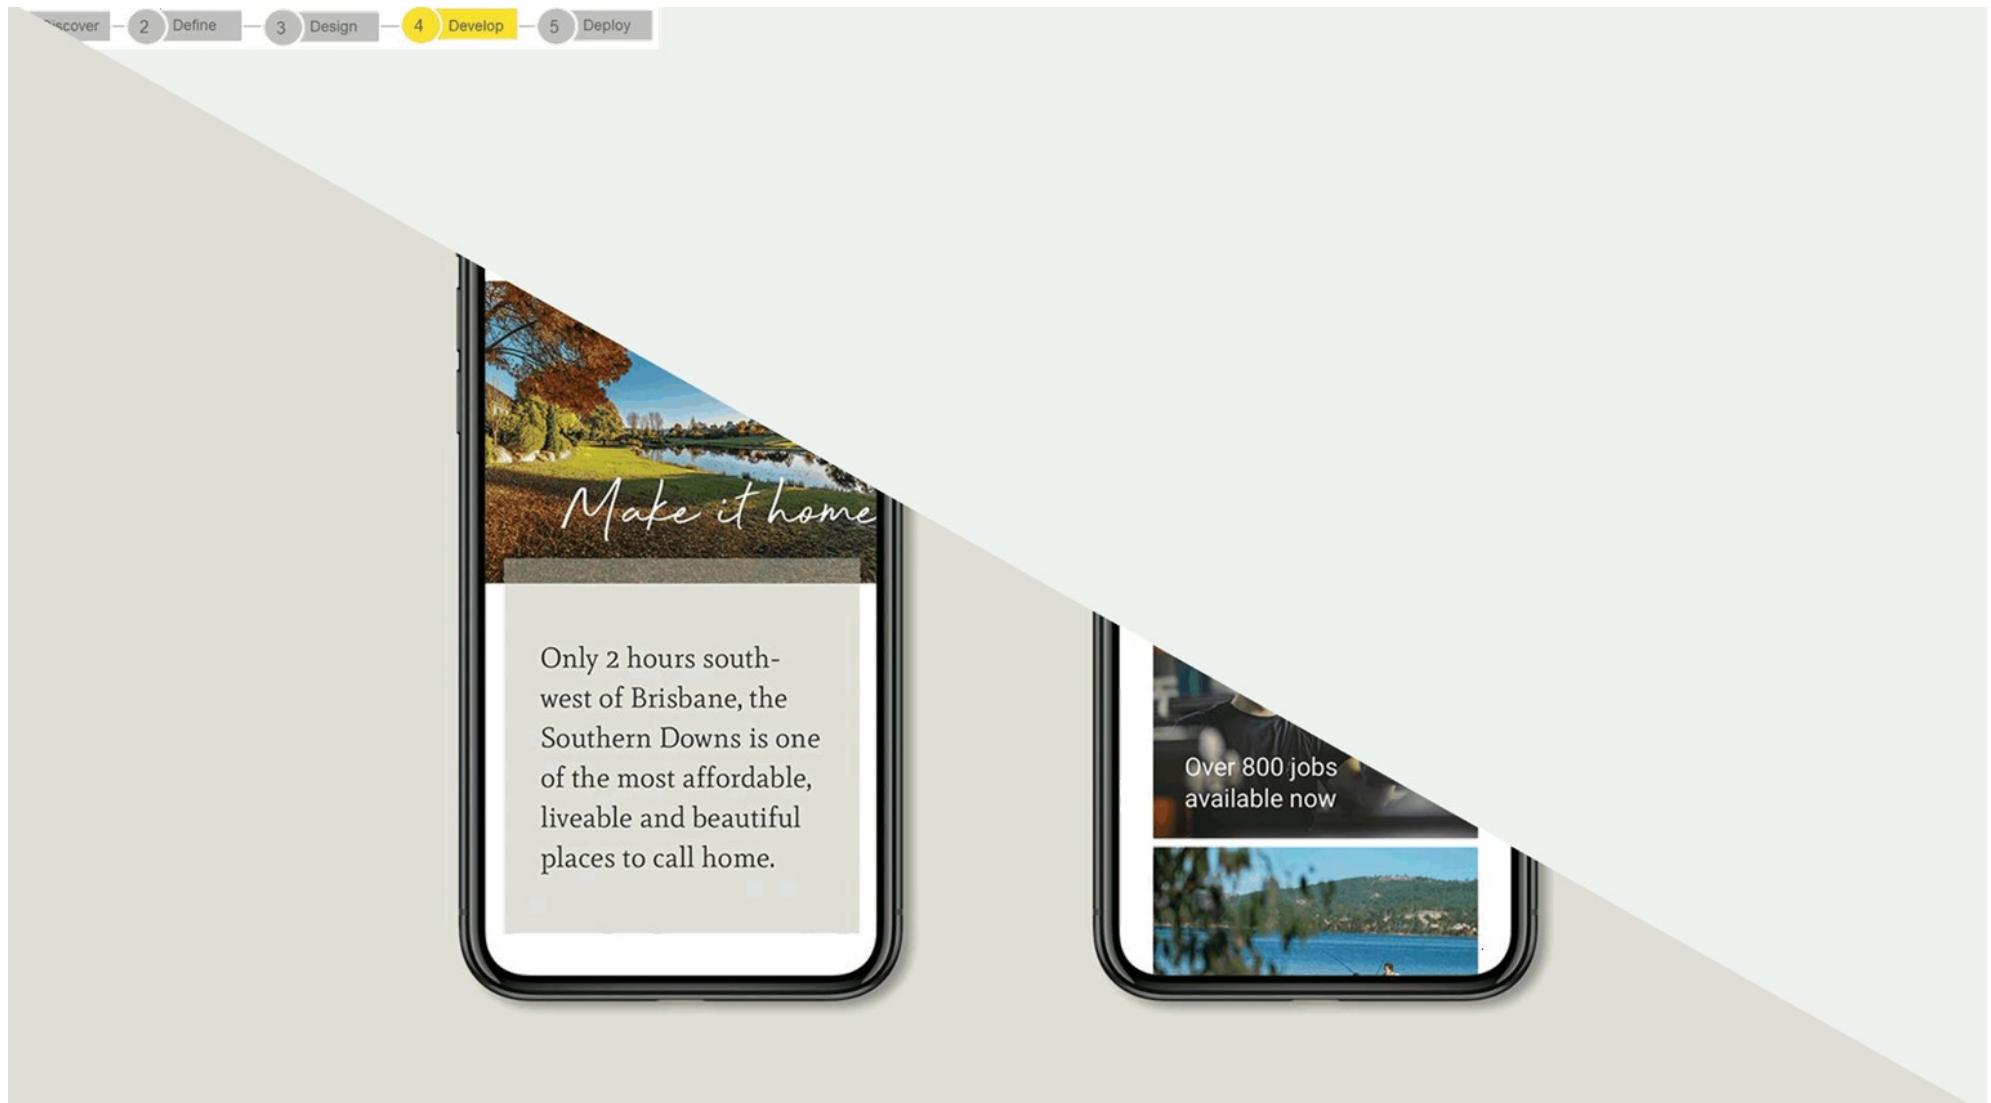 2 Define 3 Design 4 Develop 5 Deploy
Make it home
Only 2 hours south-
west of Brisbane, the
Southern Downs is one
of the most affordable,
liveable and beautiful
places to call home.
Over 800 jobs
available now